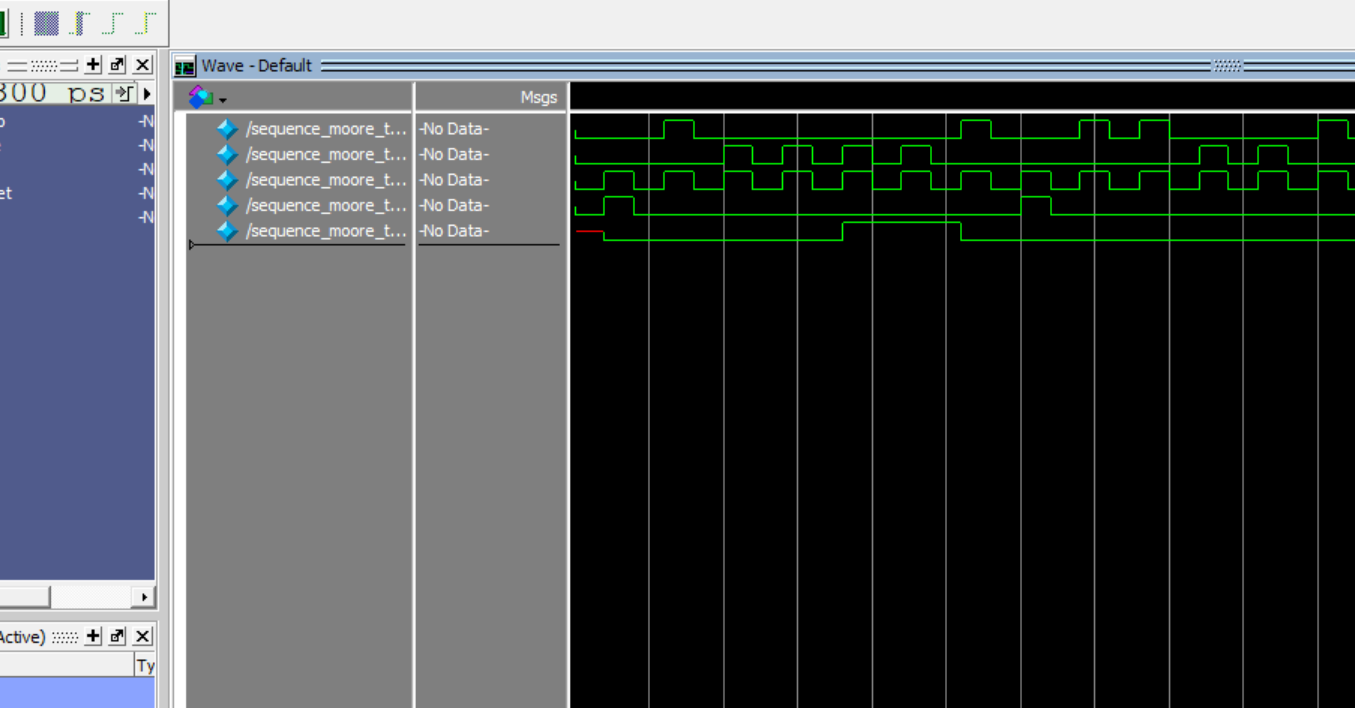 Wave - Default
300 ps
Msgs
-N
/sequence_moore_t... -No Data-
-N
/sequence_moore_t... -No Data-
-N
/sequence_moore_t... -No Data-
et -N
/sequence_moore_t... -No Data-
-N
/sequence_moore_t... -No Data-
Active)
Ty